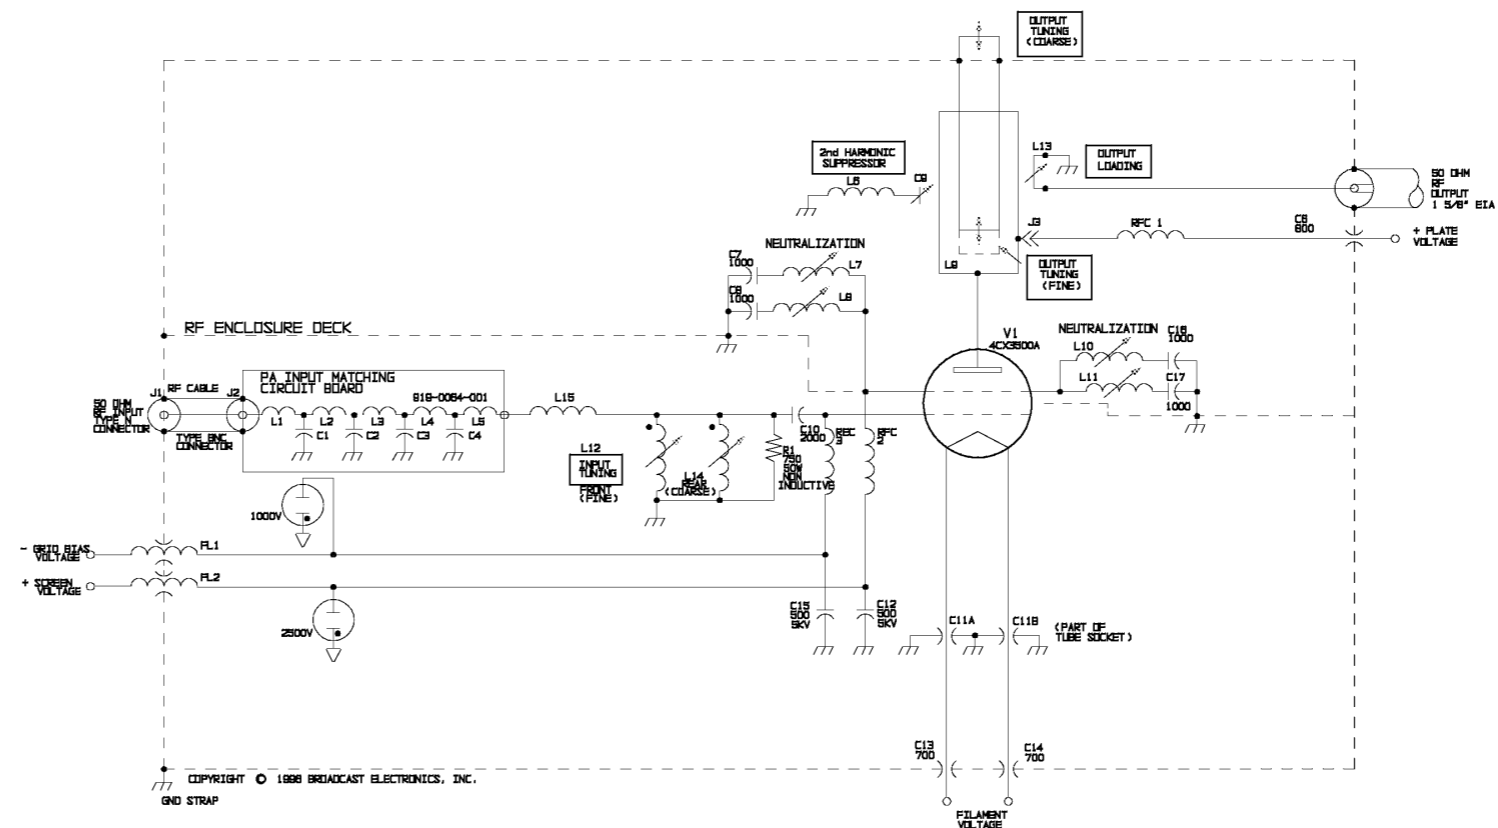 OUTPUT
TUNING
(COARSE)
2nd HARMONIC
SUPPRESSOR
L6
C9
L13
OUTPUT
LOADING
50 OHM
RF
OUTPUT
1 5/8" EIA
J3
RFC 1
C6
800
+ PLATE
VOLTAGE
NEUTRALIZATION
C7
1000
L7
C8
1000
L8
L9
OUTPUT
TUNING
(FINE)
RF ENCLOSURE DECK
V1
4CX3500A
NEUTRALIZATION
L10
C16
1000
L11
C17
1000
PA INPUT MATCHING
CIRCUIT BOARD
919-0064-001
J1
RF CABLE
J2
50 OHM
RF INPUT
TYPE N
CONNECTOR
TYPE BNC
CONNECTOR
L1
L2
L3
L4
L5
C1
C2
C3
C4
L15
L12
INPUT
TUNING
FRONT
(FINE)
L14
REAR
(COARSE)
R1
750
50W
NON
INDUCTIVE
C10
2000
RFC
3
RFC
2
1000V
- GRID BIAS
VOLTAGE
FL1
+ SCREEN
VOLTAGE
FL2
2500V
C15
500
5KV
C12
500
5KV
C11A
C11B
(PART OF
TUBE SOCKET)
C13
700
C14
700
COPYRIGHT © 1996 BROADCAST ELECTRONICS, INC.
GND STRAP
FILAMENT
VOLTAGE